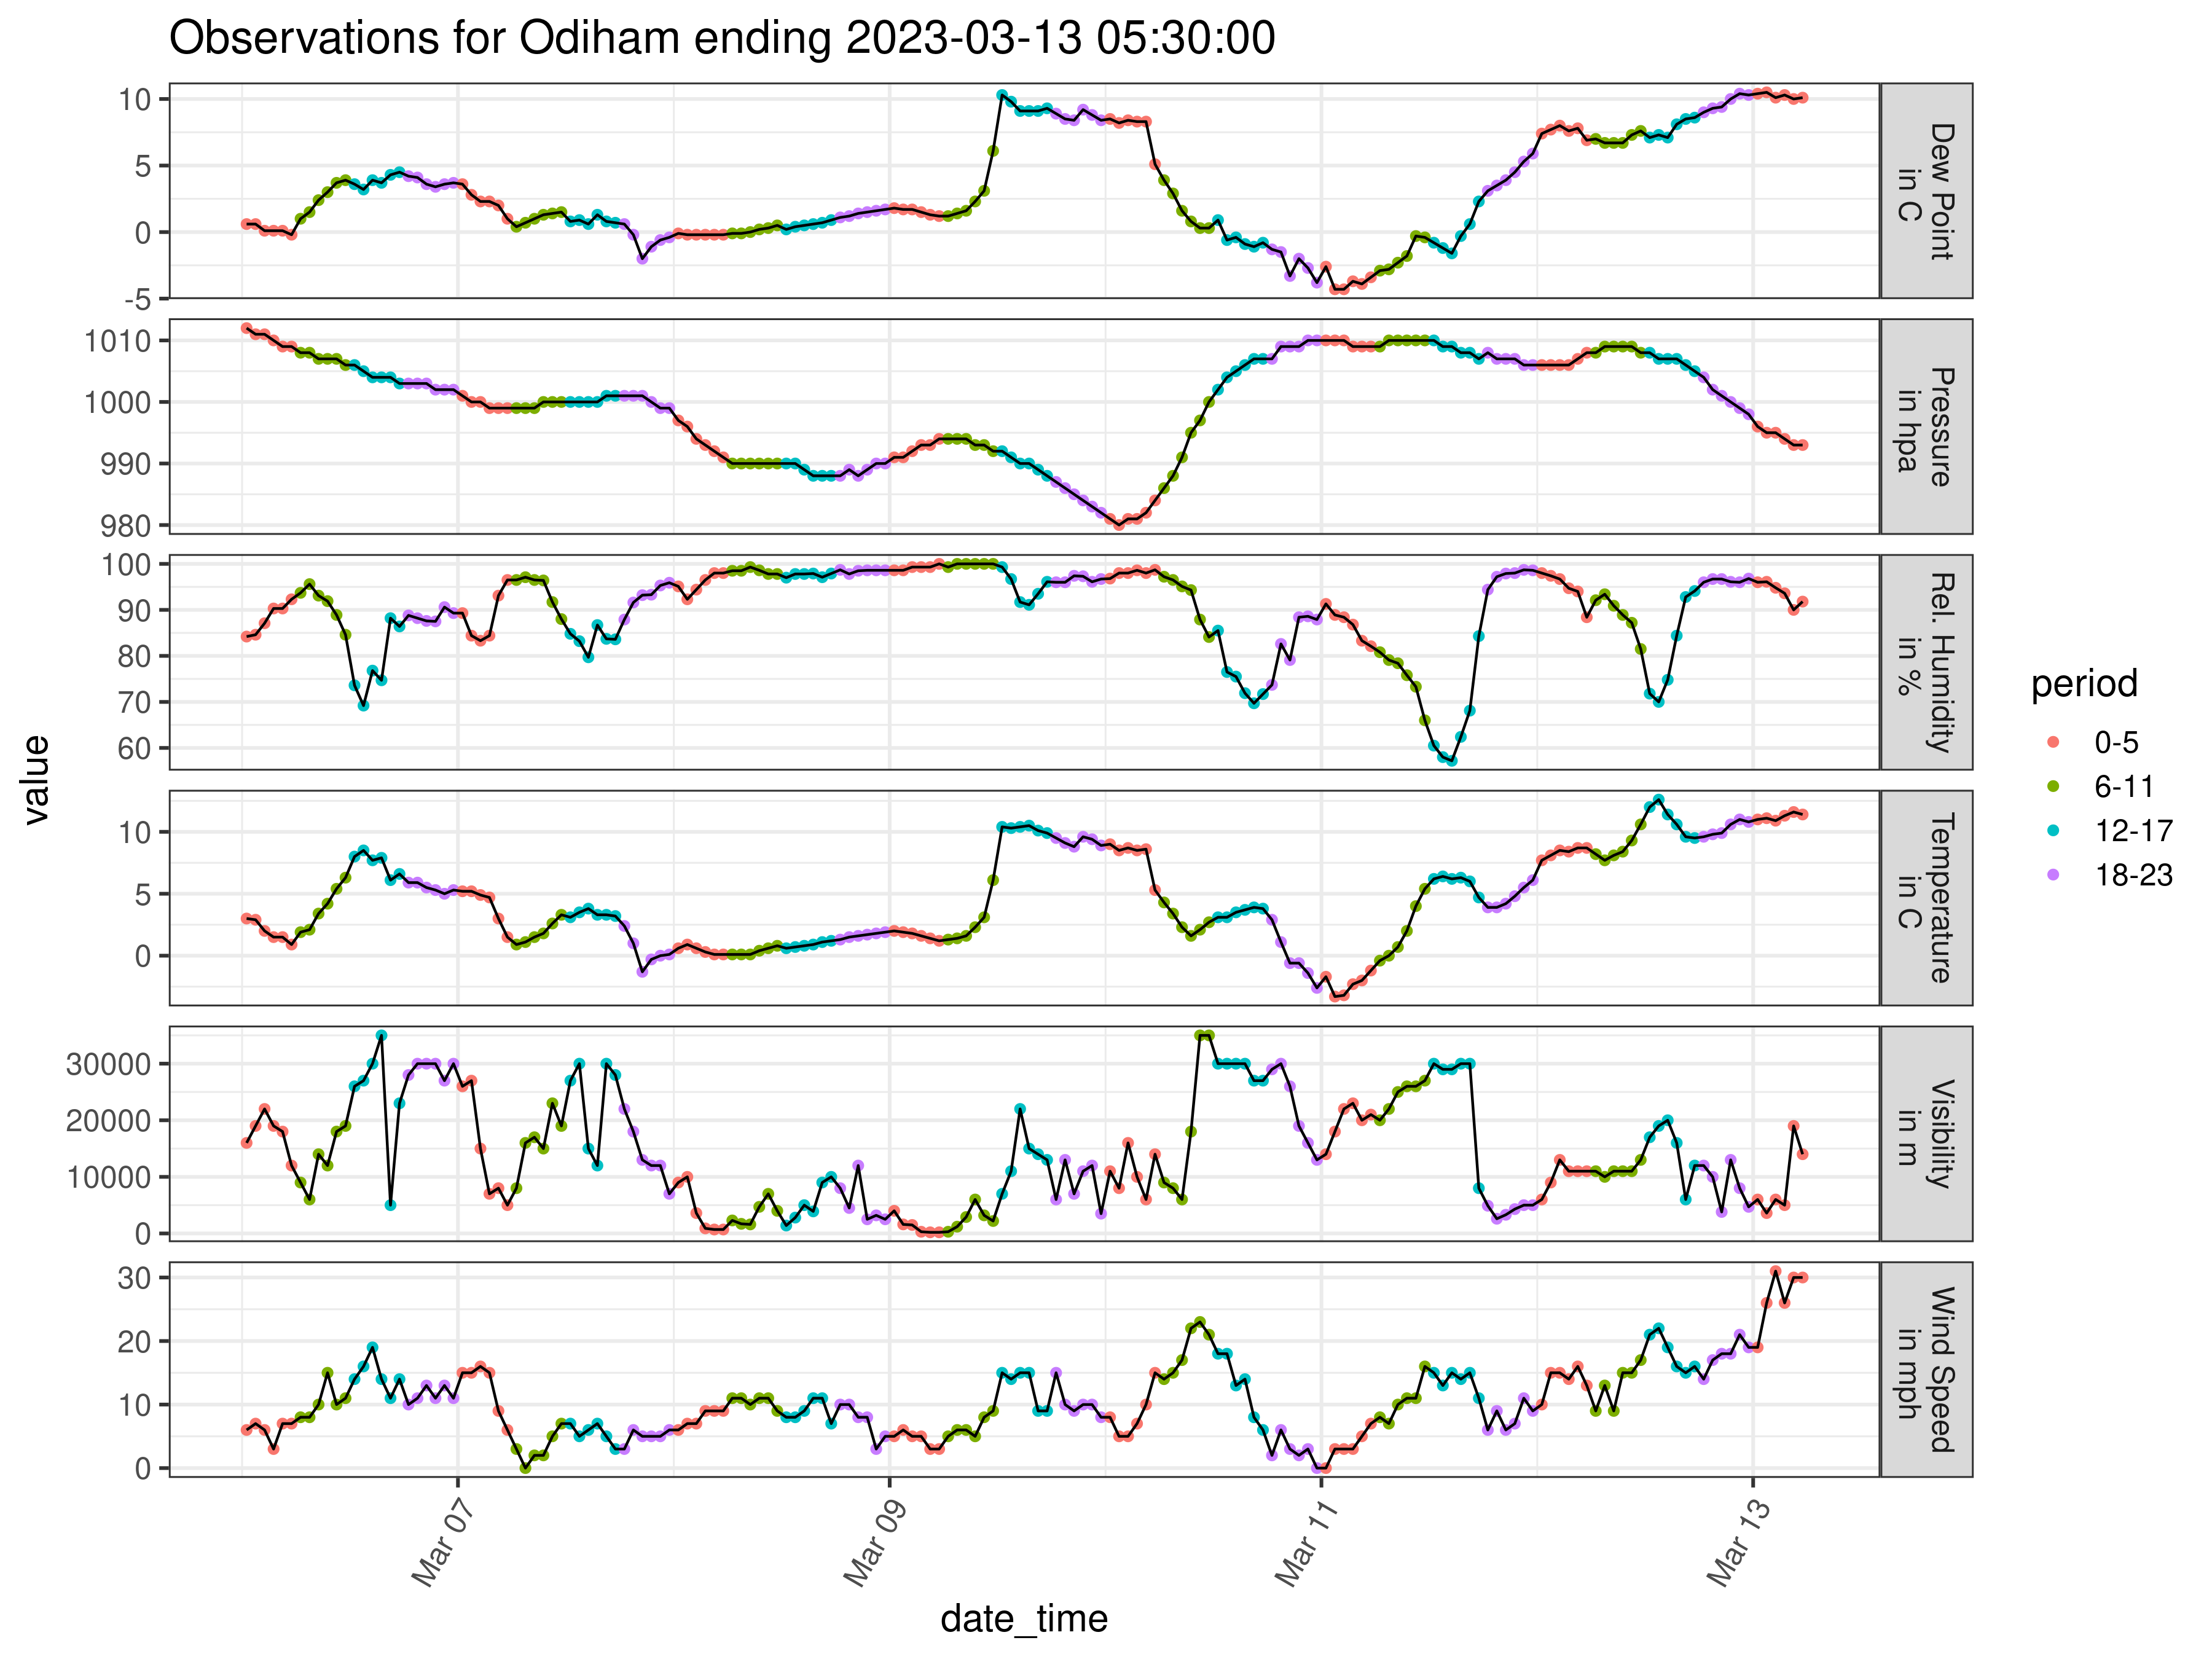 Observations for Odiham ending 2023-03-13 05:30:00
value
10
5
0
-5
Dew Point
in C
1010
1000
990
980
Pressure
in hpa
100
90
80
70
60
Rel. Humidity
in %
10
5
0
Temperature
in C
30000
20000
10000
0
Visibility
in m
30
20
10
0
Wind Speed
in mph
Mar 07
Mar 09
Mar 11
Mar 13
date_time
period
0-5
6-11
12-17
18-23